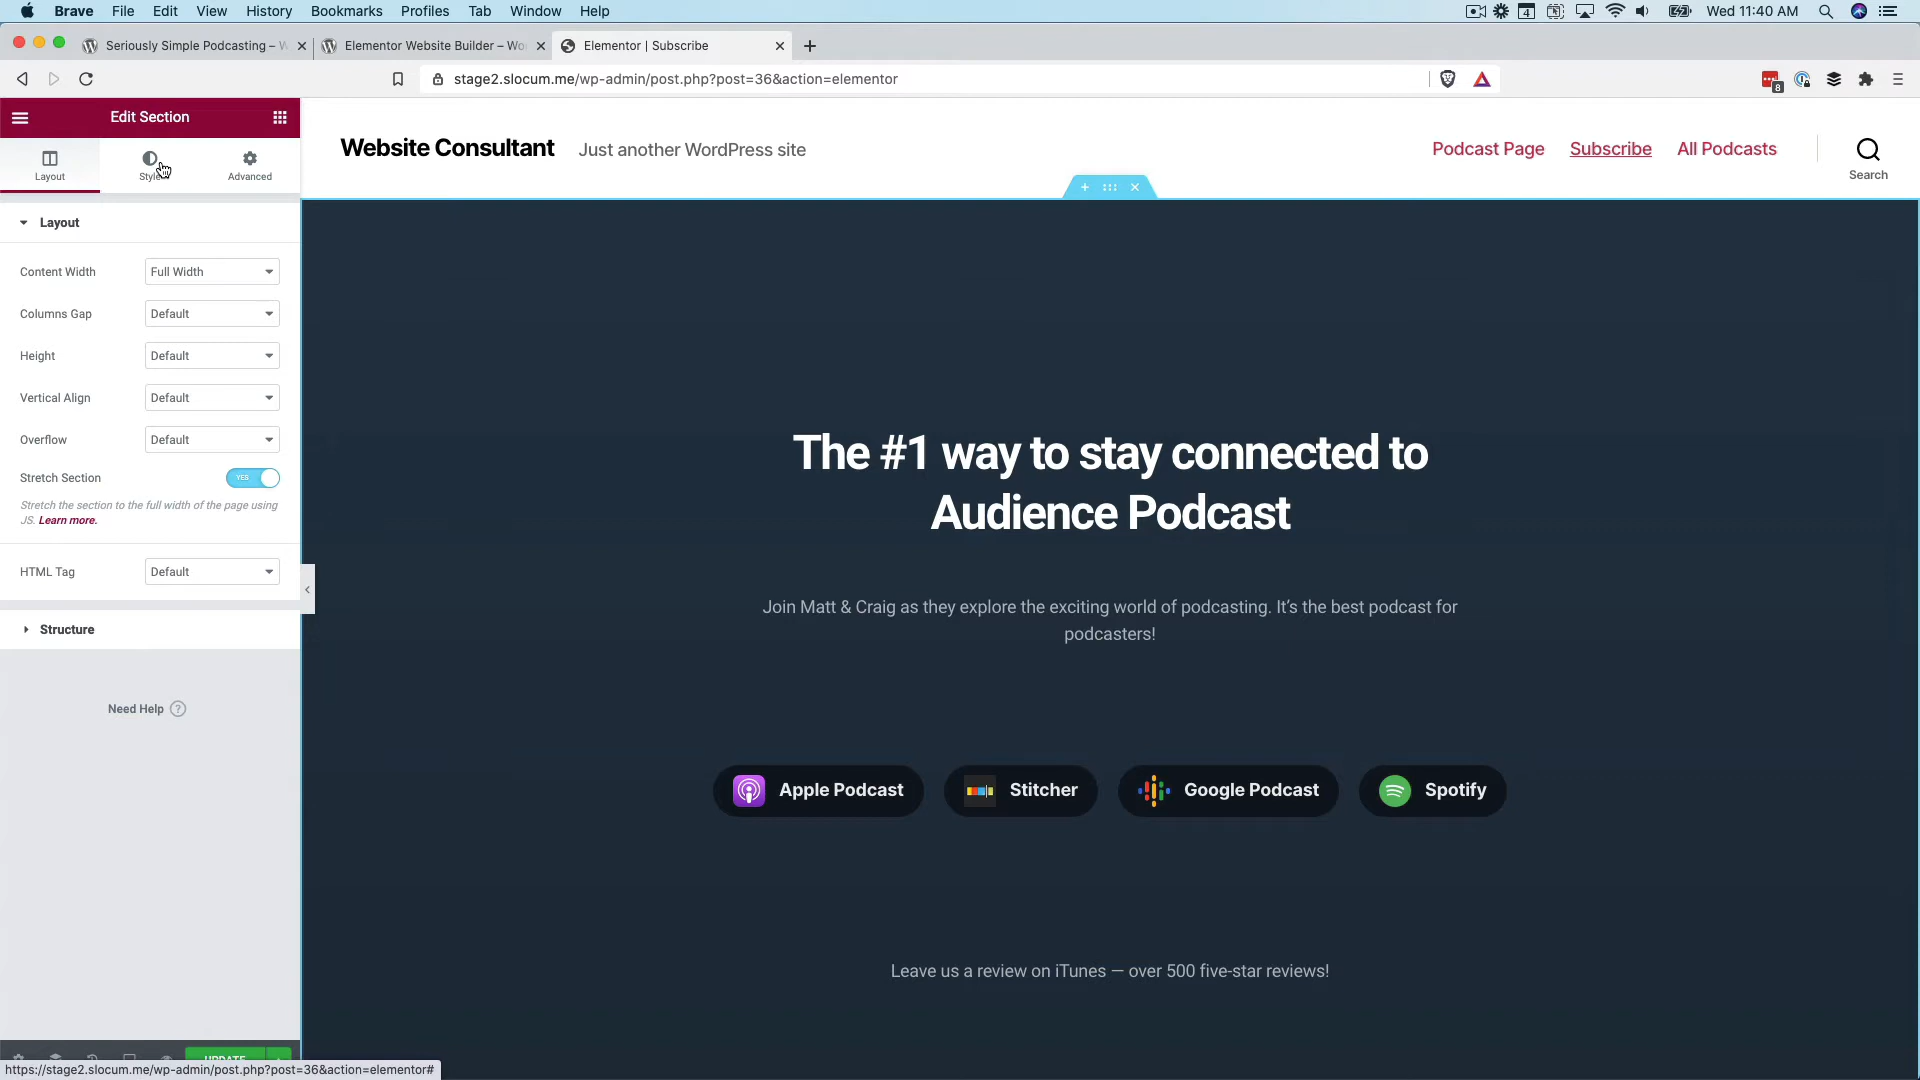 Brave File Edit View History Bookmarks Profiles Tab Window Help 4 Wed 11:40 AM
Seriously Simple Podcasting – W Elementor Website Builder – Wo Elementor | Subscribe
stage2.slocum.me/wp-admin/post.php?post=36&action=elementor 8
Edit Section
Layout Style Advanced
Layout
Content Width Full Width
Columns Gap Default
Height Default
Vertical Align Default
Overflow Default
Stretch Section YES
Stretch the section to the full width of the page using
JS. Learn more.
HTML Tag Default
Structure
Need Help ?
UPDATE
https://stage2.slocum.me/wp-admin/post.php?post=36&action=elementor#
Website Consultant Just another WordPress site
Podcast Page Subscribe All Podcasts
Search
The #1 way to stay connected to
Audience Podcast
Join Matt & Craig as they explore the exciting world of podcasting. It's the best podcast for
podcasters!
Apple Podcast Stitcher Google Podcast Spotify
Leave us a review on iTunes — over 500 five-star reviews!